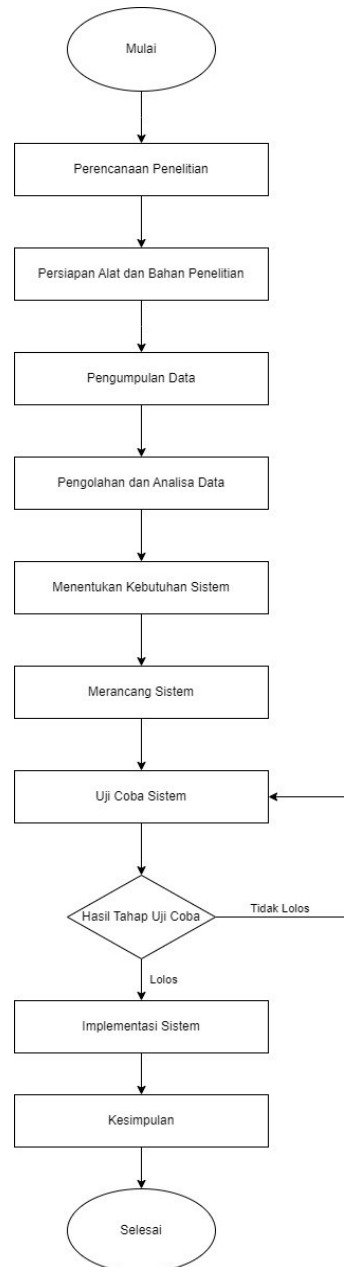 Mulai
Perencanaan Penelitian
Persiapan Alat dan Bahan Penelitian
Pengumpulan Data
Pengolahan dan Analisa Data
Menentukan Kebutuhan Sistem
Merancang Sistem
Uji Coba Sistem
Hasil Tahap Uji Coba
Tidak Lolos
Lolos
Implementasi Sistem
Kesimpulan
Selesai